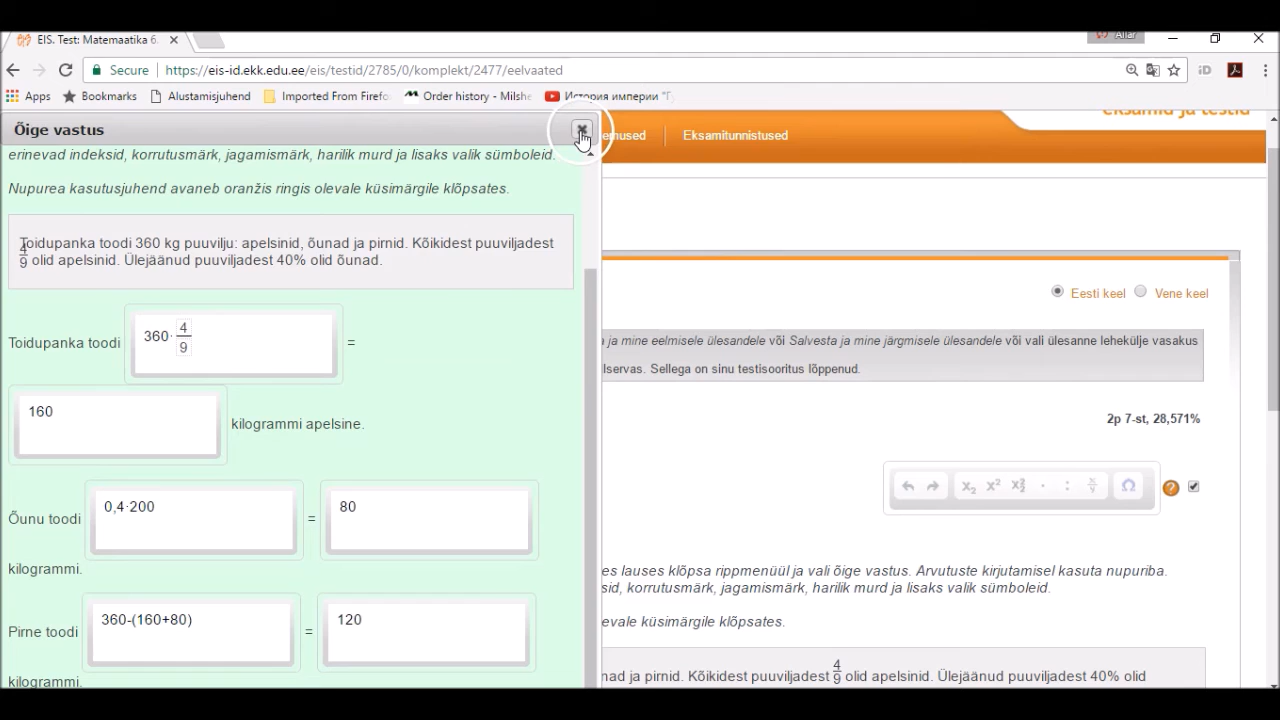 EIS. Test: Matemaatika 6.
Allar
Secure
https://eis-id.ekk.edu.ee/eis/testid/2785/0/komplekt/2477/eelvaated
iD
Apps
Bookmarks
Alustamisjuhend
Imported From Firefo
Order history - Milshe
История империи "Т
eksamid ja testid
emused
Eksamitunnistused
Õige vastus
erinevad indeksid, korrutusmärk, jagamismärk, harilik murd ja lisaks valik sümboleid.
Nupurea kasutusjuhend avaneb oranžis ringis olevale küsimärgile klõpsates.
Toidupanka toodi 360 kg puuvilju: apelsinid, õunad ja pirnid. Kõikidest puuviljadest
4/9 olid apelsinid. Ülejäänud puuviljadest 40% olid õunad.
Toidupanka toodi 360· 4/9 =
160 kilogrammi apelsine.
Õunu toodi 0,4·200 = 80
kilogrammi.
Pirne toodi 360-(160+80) = 120
kilogrammi.
Eesti keel Vene keel
a ja mine eelmisele ülesandele või Salvesta ja mine järgmisele ülesandele või vali ülesanne lehekülje vasakus
lservas. Sellega on sinu testisooritus lõppenud.
2p 7-st, 28,571%
x₂ x² · : x/y Ω ?
es lauses klõpsa rippmenüül ja vali õige vastus. Arvutuste kirjutamisel kasuta nupuriba.
sid, korrutusmärk, jagamismärk, harilik murd ja lisaks valik sümboleid.
evale küsimärgile klõpsates.
nad ja pirnid. Kõikidest puuviljadest 4/9 olid apelsinid. Ülejäänud puuviljadest 40% olid